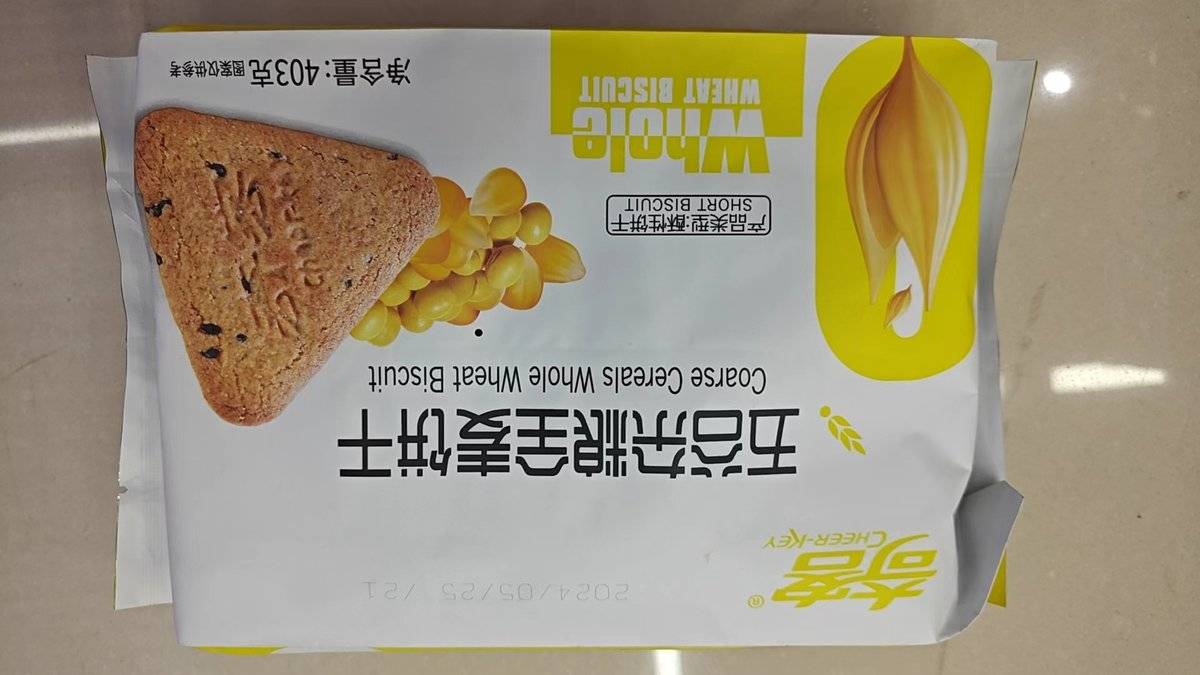 奇客®
CHEER-KEY
2024/05/25 /21
五谷杂粮全麦饼干
Coarse Cereals Whole Wheat Biscuit
产品类型:酥性饼干
SHORT BISCUIT
Whole
WHEAT BISCUIT
净含量:403克 图案仅供参考